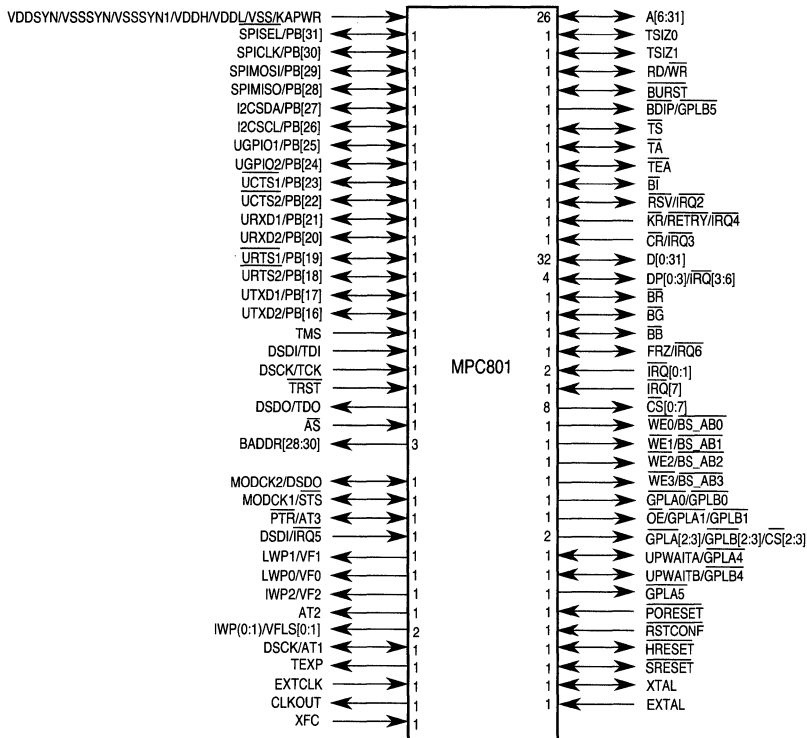 VDDSYN/VSSSYN/VSSSYN1/VDDH/VDDL/VSS/KAPWR 26 A[6:31]
SPISEL/PB[31] 1 1 TSIZ0
SPICLK/PB[30] 1 1 TSIZ1
SPIMOSI/PB[29] 1 1 RD/WR
SPIMISO/PB[28] 1 1 BURST
I2CSDA/PB[27] 1 1 BDIP/GPLB5
I2CSCL/PB[26] 1 1 TS
UGPIO1/PB[25] 1 1 TA
UGPIO2/PB[24] 1 1 TEA
UCTS1/PB[23] 1 1 BI
UCTS2/PB[22] 1 1 RSV/IRQ2
URXD1/PB[21] 1 1 KR/RETRY/IRQ4
URXD2/PB[20] 1 1 CR/IRQ3
URTS1/PB[19] 1 32 D[0:31]
URTS2/PB[18] 1 4 DP[0:3]/IRQ[3:6]
UTXD1/PB[17] 1 1 BR
UTXD2/PB[16] 1 1 BG
TMS 1 1 BB
DSDI/TDI 1 1 FRZ/IRQ6
DSCK/TCK 1 MPC801 2 IRQ[0:1]
TRST 1 1 IRQ[7]
DSDO/TDO 1 8 CS[0:7]
AS 1 1 WE0/BS_AB0
BADDR[28:30] 3 1 WE1/BS_AB1
1 WE2/BS_AB2
MODCK2/DSDO 1 1 WE3/BS_AB3
MODCK1/STS 1 1 GPLA0/GPLB0
PTR/AT3 1 1 OE/GPLA1/GPLB1
DSDI/IRQ5 1 2 GPLA[2:3]/GPLB[2:3]/CS[2:3]
LWP1/VF1 1 1 UPWAITA/GPLA4
LWP0/VF0 1 1 UPWAITB/GPLB4
IWP2/VF2 1 1 GPLA5
AT2 1 1 PORESET
IWP(0:1)/VFLS[0:1] 2 1 RSTCONF
DSCK/AT1 1 1 HRESET
TEXP 1 1 SRESET
EXTCLK 1 1 XTAL
CLKOUT 1 1 EXTAL
XFC 1